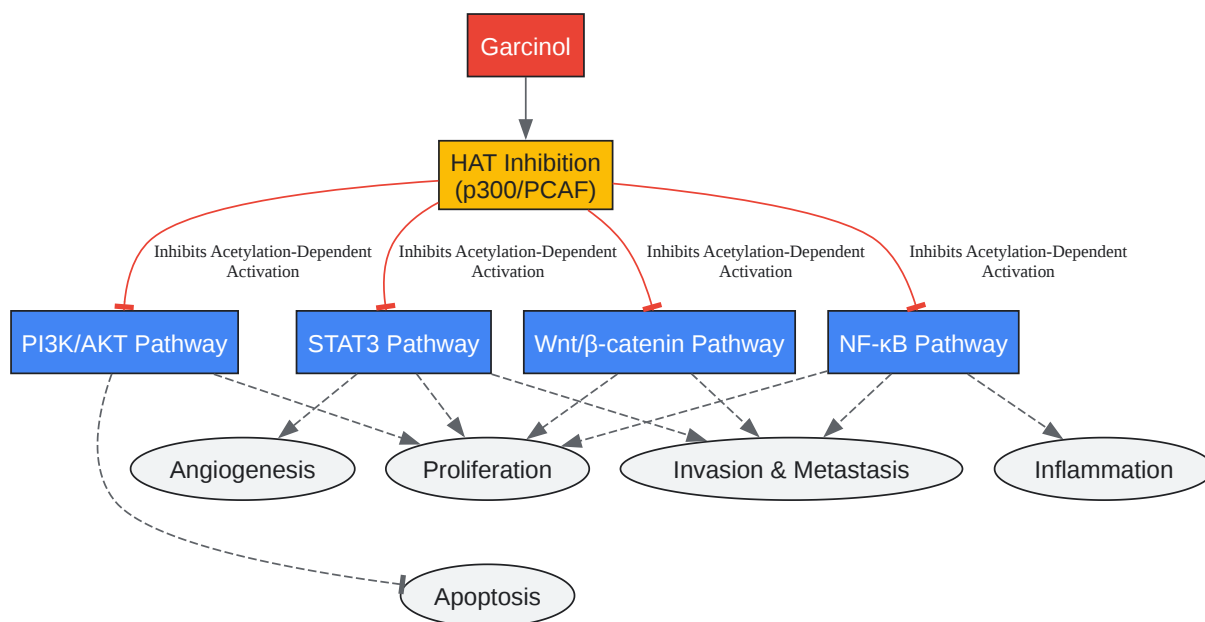 Garcinol
HAT Inhibition
(p300/PCAF)
Inhibits Acetylation-Dependent
Activation
Inhibits Acetylation-Dependent
Activation
Inhibits Acetylation-Dependent
Activation
Inhibits Acetylation-Dependent
Activation
PI3K/AKT Pathway
STAT3 Pathway
Wnt/β-catenin Pathway
NF-κB Pathway
Angiogenesis
Proliferation
Invasion & Metastasis
Inflammation
Apoptosis